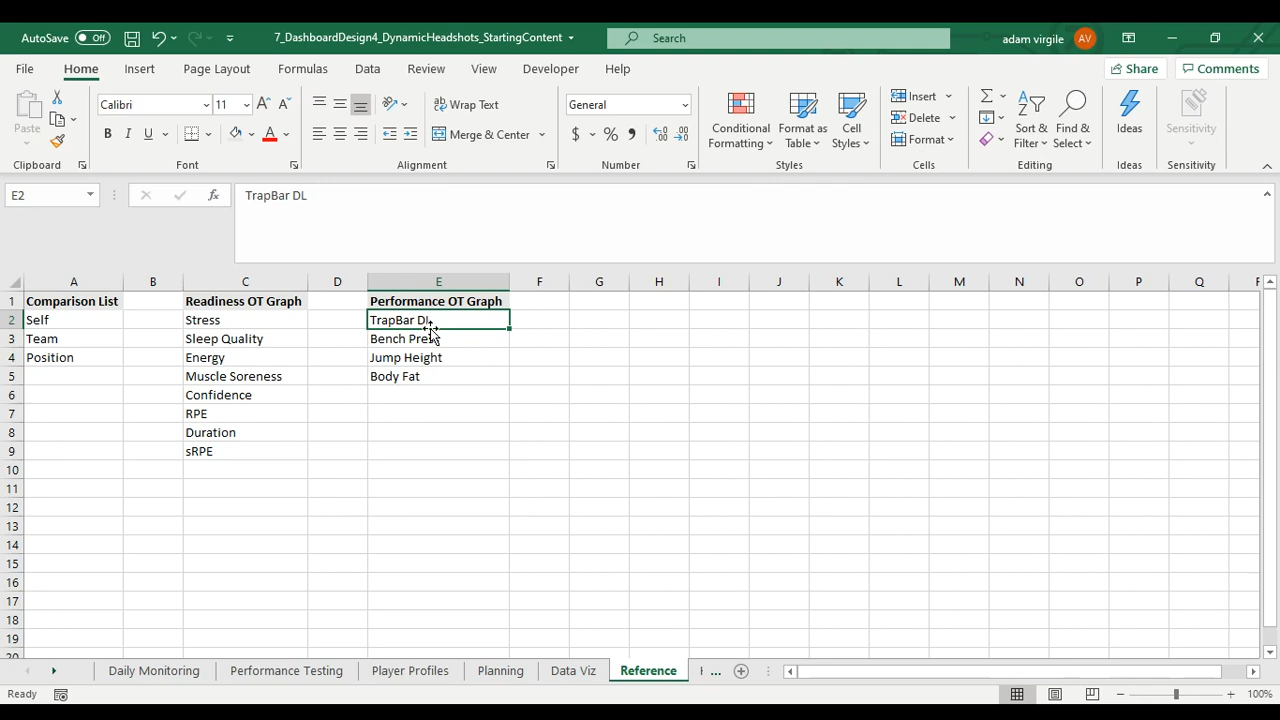 AutoSave Off 7_DashboardDesign4_DynamicHeadshots_StartingContent Search adam virgile AV
File Home Insert Page Layout Formulas Data Review View Developer Help Share Comments
Paste Calibri 11 Wrap Text General Conditional Formatting Format as Table Cell Styles Insert Sort & Filter Find & Select Ideas Sensitivity
B I U Merge & Center $ % Delete
Format
Clipboard Font Alignment Number Styles Cells Editing Ideas Sensitivity
E2 fx TrapBar DL
A B C D E F G H I J K L M N O P Q
1 Comparison List Readiness OT Graph Performance OT Graph
2 Self Stress TrapBar DL
3 Team Sleep Quality Bench Press
4 Position Energy Jump Height
5 Muscle Soreness Body Fat
6 Confidence
7 RPE
8 Duration
9 sRPE
10
11
12
13
14
15
16
17
18
19
Daily Monitoring Performance Testing Player Profiles Planning Data Viz Reference ...
Ready 100%